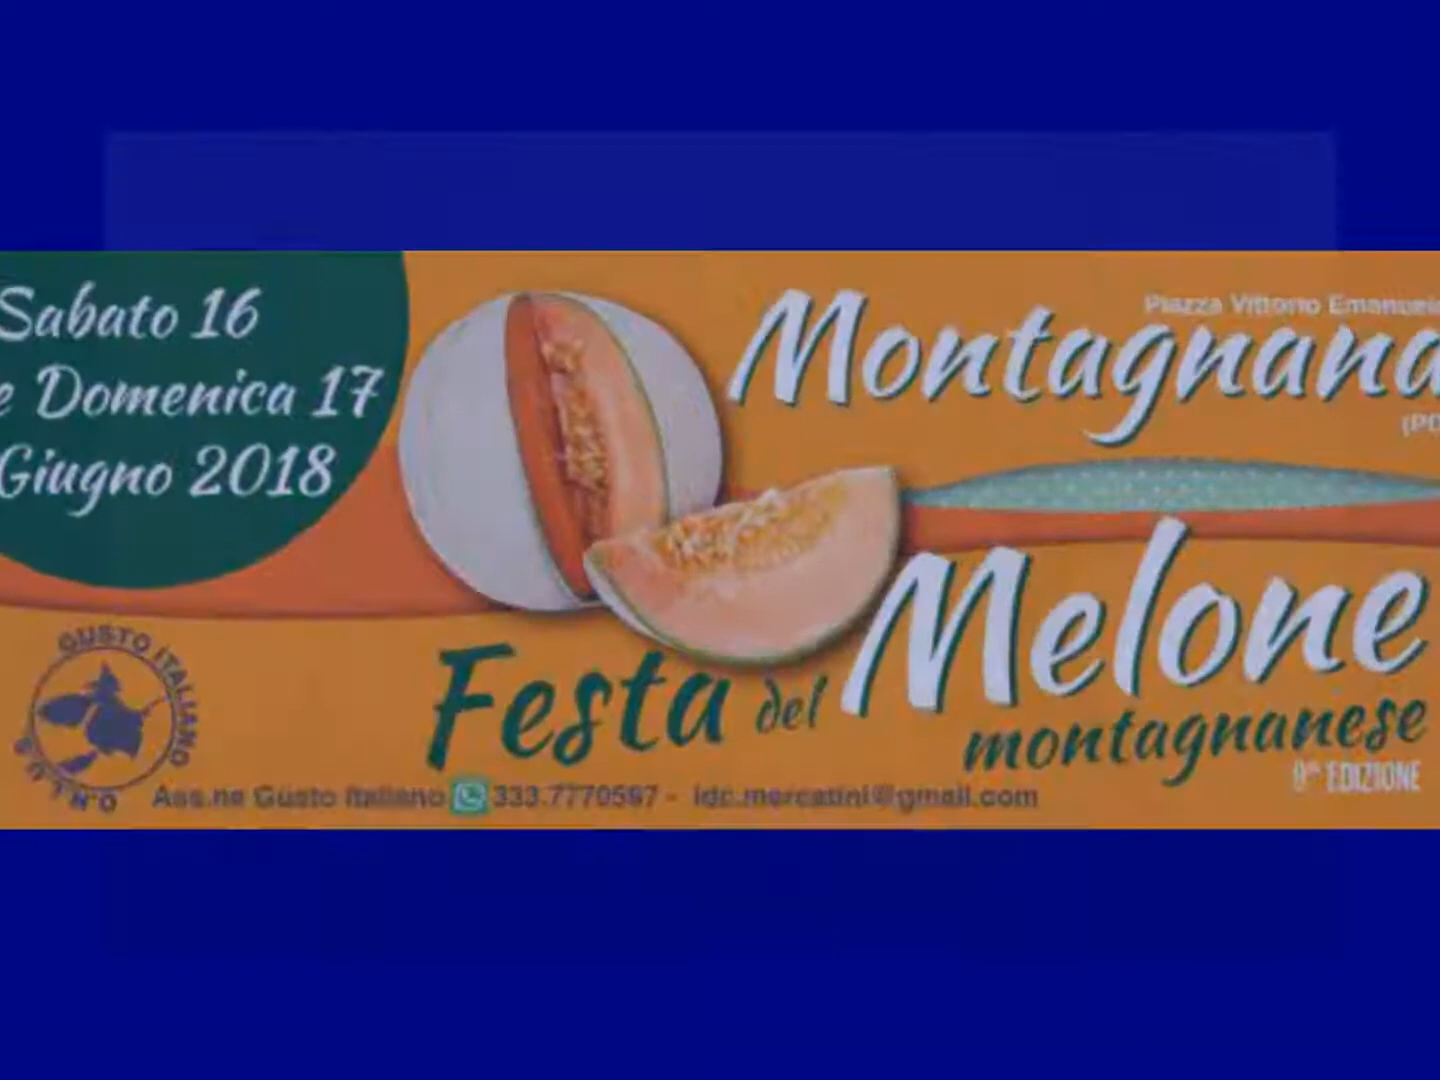 Sabato 16
e Domenica 17
Giugno 2018
Piazza Vittorio Emanuele
Montagnana
(PD
Melone
Festa del
montagnanese
EDIZIONE
GUSTO ITALIANO
O.N.L.U.S
Ass.ne Gusto Italiano 333.7770597 - idc.mercatini@gmail.com